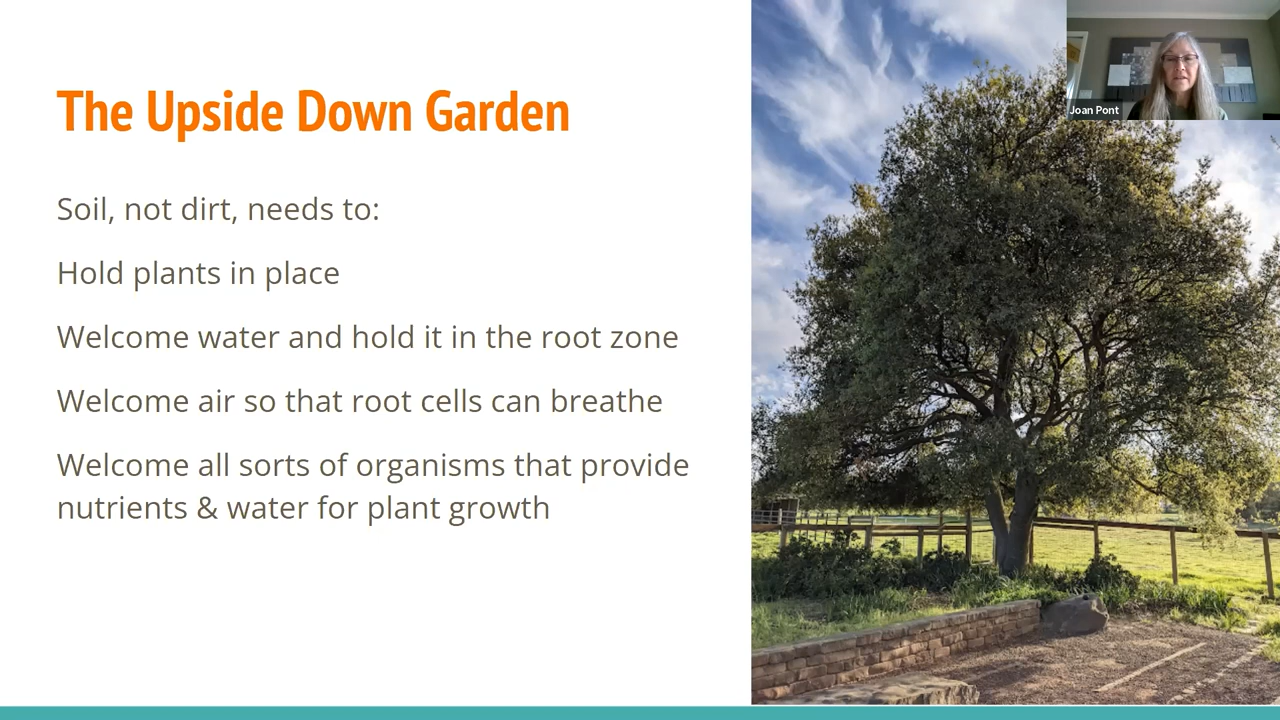 The Upside Down Garden
Soil, not dirt, needs to:
Hold plants in place
Welcome water and hold it in the root zone
Welcome air so that root cells can breathe
Welcome all sorts of organisms that provide
nutrients & water for plant growth
Joan Pont